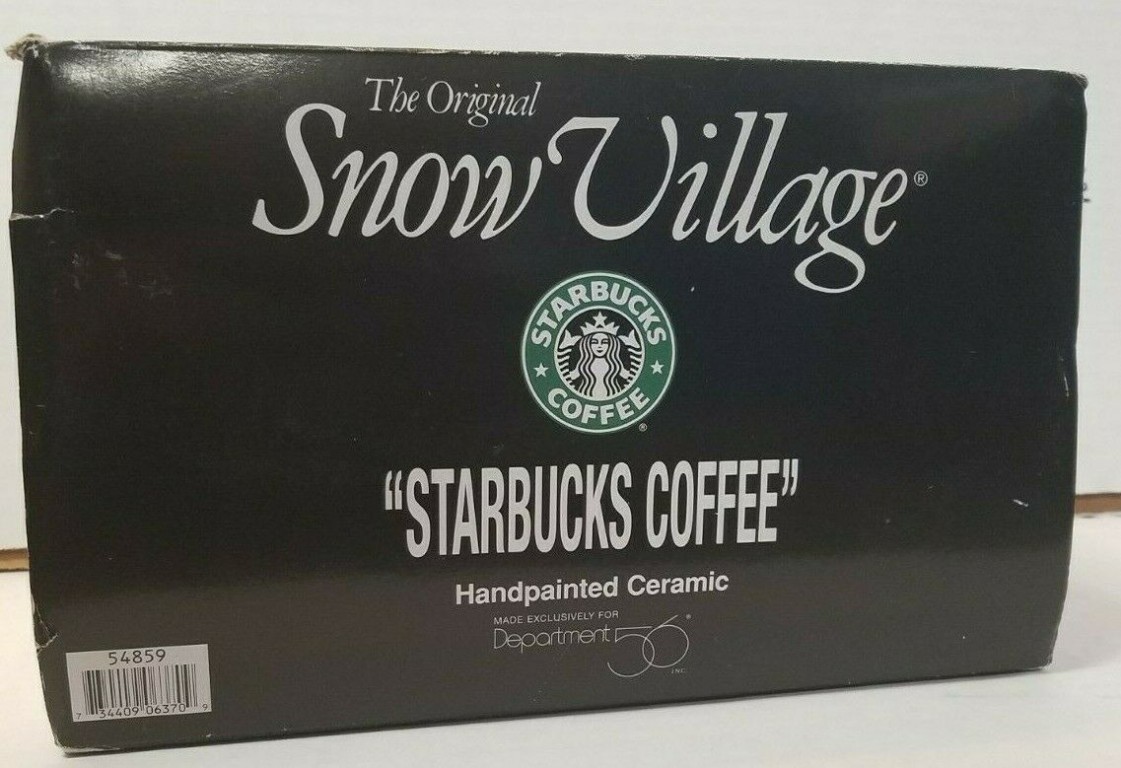 The Original
Snow Village®
STARBUCKS
COFFEE
®
“STARBUCKS COFFEE”
Handpainted Ceramic
MADE EXCLUSIVELY FOR
Department 56®
INC.
54859
7 34409 06370 9